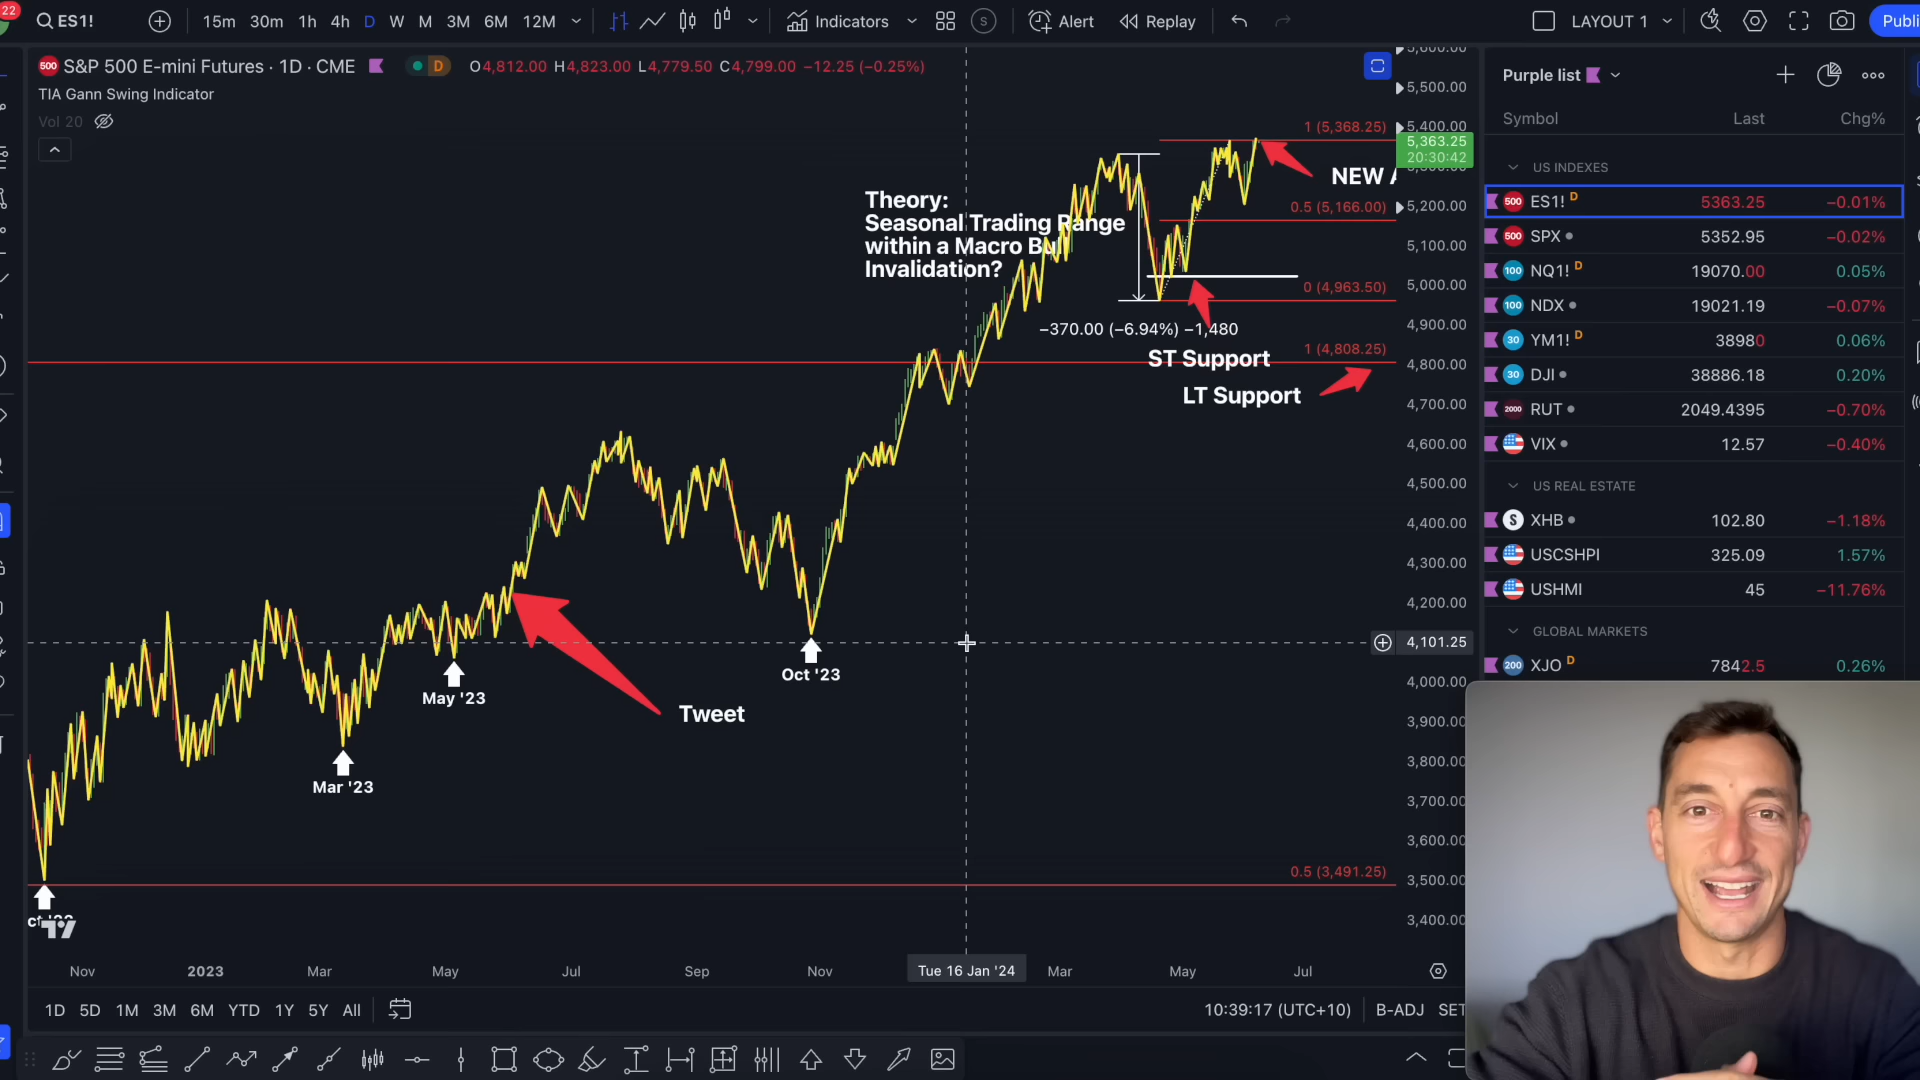 22
ES1!
15m 30m 1h 4h D W M 3M 6M 12M
Indicators
S
Alert
Replay
LAYOUT 1
Publi
500 S&P 500 E-mini Futures · 1D · CME D O4,812.00 H4,823.00 L4,779.50 C4,799.00 −12.25 (−0.25%)
TIA Gann Swing Indicator
Vol 20
Theory:
Seasonal Trading Range
within a Macro Bull
Invalidation?
1 (5,368.25)
NEW A
0.5 (5,166.00)
0 (4,963.50)
−370.00 (−6.94%) −1,480
1 (4,808.25)
ST Support
LT Support
Tweet
Oct '23
May '23
Mar '23
0.5 (3,491.25)
5,500.00
5,400.00
5,363.25
20:30:42
5,200.00
5,100.00
5,000.00
4,900.00
4,800.00
4,700.00
4,600.00
4,500.00
4,400.00
4,300.00
4,200.00
4,101.25
4,000.00
3,900.00
3,800.00
3,700.00
3,600.00
3,500.00
3,400.00
Nov 2023 Mar May Jul Sep Nov Tue 16 Jan '24 Mar May Jul
1D 5D 1M 3M 6M YTD 1Y 5Y All
10:39:17 (UTC+10) B-ADJ SET
Purple list
Symbol Last Chg%
US INDEXES
500 ES1! D 5363.25 −0.01%
500 SPX 5352.95 −0.02%
100 NQ1! D 19070.00 0.05%
100 NDX 19021.19 −0.07%
30 YM1! D 38980 0.06%
30 DJI 38886.18 0.20%
2000 RUT 2049.4395 −0.70%
VIX 12.57 −0.40%
US REAL ESTATE
S XHB 102.80 −1.18%
USCSHPI 325.09 1.57%
USHMI 45 −11.76%
GLOBAL MARKETS
200 XJO D 7842.5 0.26%